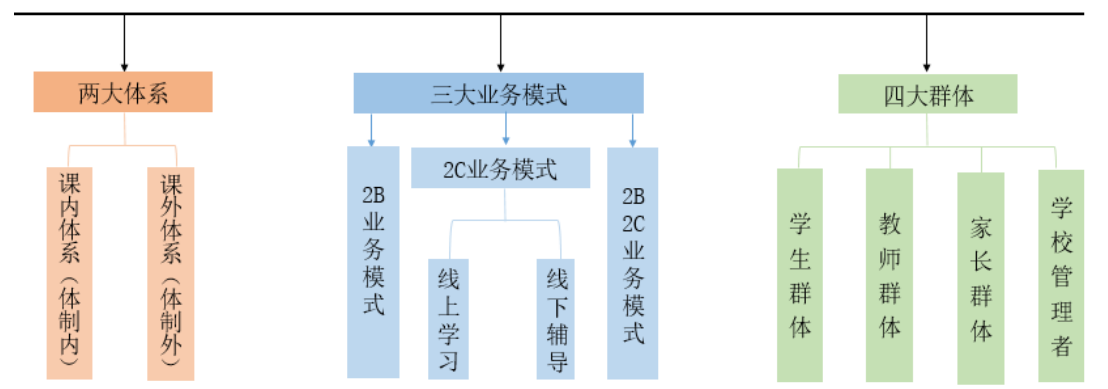 两大体系
课内体系（体制内）
课外体系（体制外）
三大业务模式
2B业务模式
2C业务模式
线上学习
线下辅导
2B2C业务模式
四大群体
学生群体
教师群体
家长群体
学校管理者